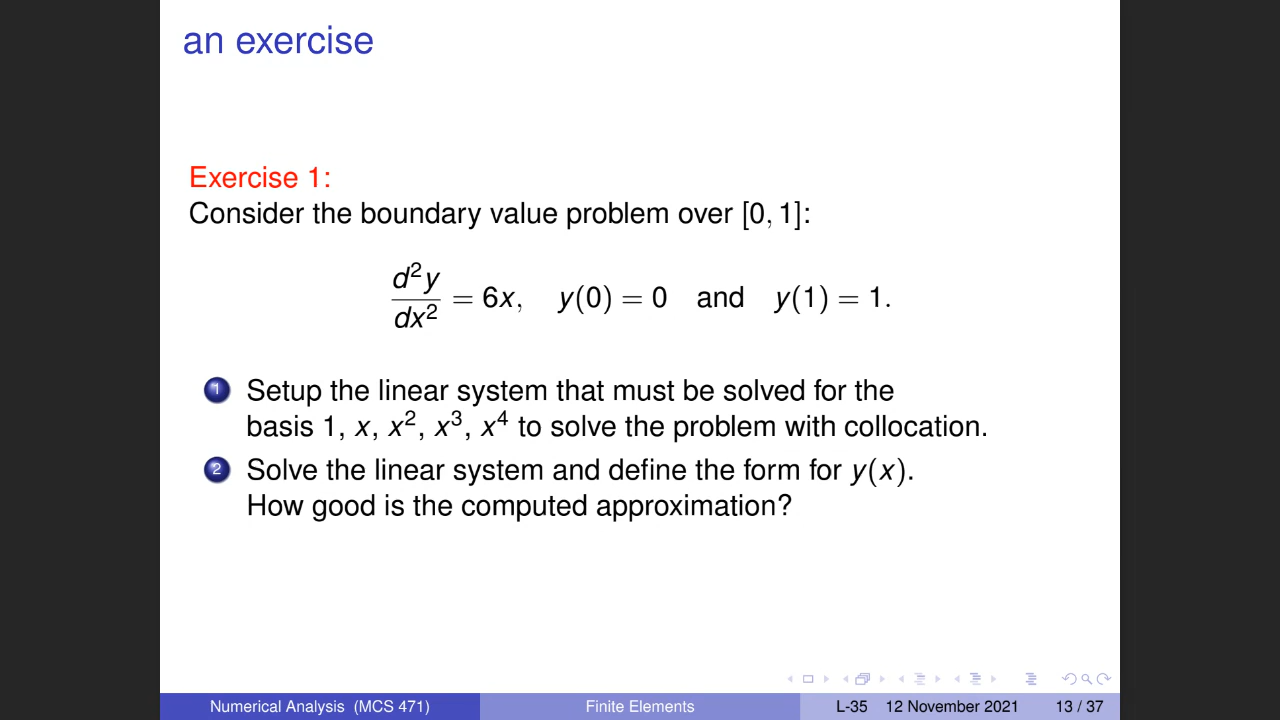 an exercise
Exercise 1:
Consider the boundary value problem over [0, 1]:
d²y/dx² = 6x, y(0) = 0 and y(1) = 1.
1 Setup the linear system that must be solved for the
basis 1, x, x², x³, x⁴ to solve the problem with collocation.
2 Solve the linear system and define the form for y(x).
How good is the computed approximation?
Numerical Analysis (MCS 471) Finite Elements L-35 12 November 2021 13 / 37